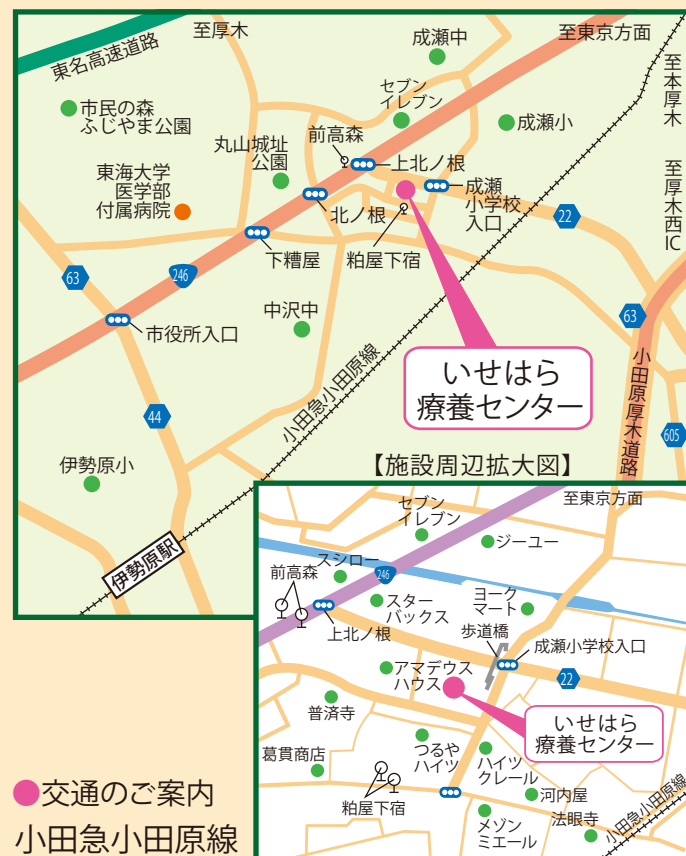 至厚木
成瀬中
至東京方面
東名高速道路
至本厚木
セブン
イレブン
市民の森
ふじやま公園
成瀬小
前高森
丸山城址
公園
上北ノ根
東海大学
医学部
付属病院
成瀬
小学校
入口
至厚木西IC
北ノ根
22
下糟屋
粕屋下宿
63
246
中沢中
63
市役所入口
小田急小田原線
いせはら
療養センター
小田原厚木道路
44
605
伊勢原小
【施設周辺拡大図】
伊勢原駅
セブン
イレブン
至東京方面
ジーユー
スシロー
前高森
246
スター
バックス
ヨーク
マート
上北ノ根
歩道橋
成瀬小学校入口
アマデウス
ハウス
22
普済寺
いせはら
療養センター
つるや
ハイツ
葛貫商店
ハイツ
クレール
粕屋下宿
河内屋
小田急小田原線
メゾン
ミエール
法眼寺
交通のご案内
小田急小田原線